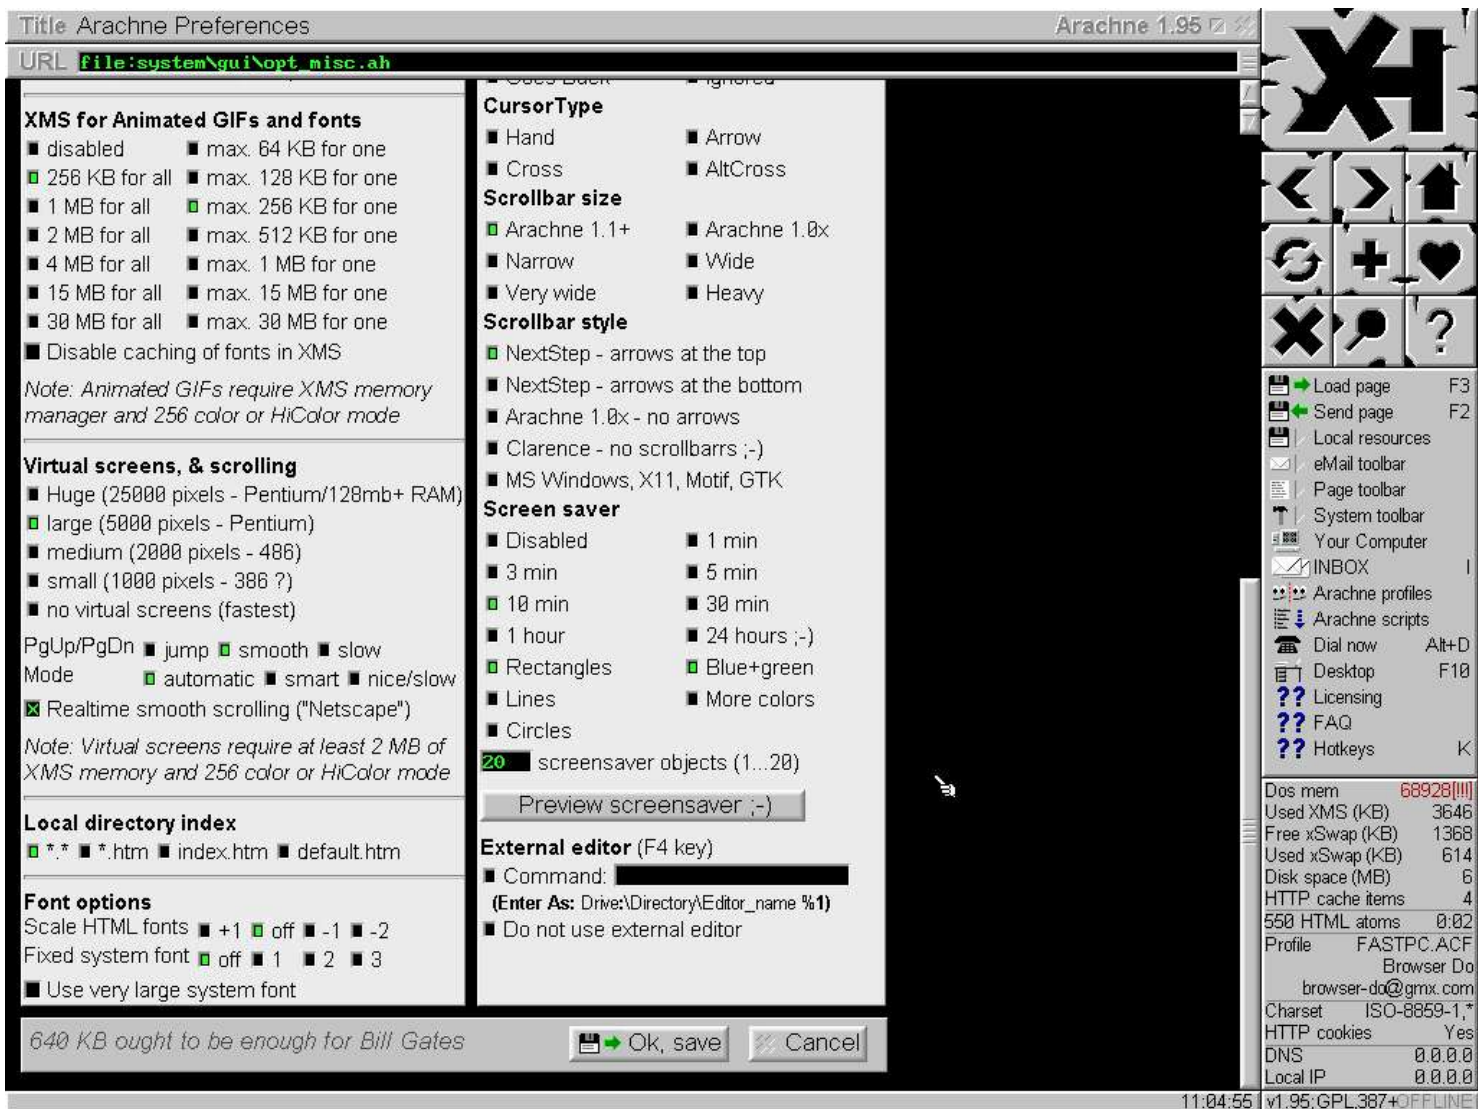 Title Arachne Preferences Arachne 1.95
URL file:system\gui\opt_misc.ah
XMS for Animated GIFs and fonts
disabled max. 64 KB for one
256 KB for all max. 128 KB for one
1 MB for all max. 256 KB for one
2 MB for all max. 512 KB for one
4 MB for all max. 1 MB for one
15 MB for all max. 15 MB for one
30 MB for all max. 30 MB for one
Disable caching of fonts in XMS
Note: Animated GIFs require XMS memory
manager and 256 color or HiColor mode
Virtual screens, & scrolling
Huge (25000 pixels - Pentium/128mb+ RAM)
large (5000 pixels - Pentium)
medium (2000 pixels - 486)
small (1000 pixels - 386 ?)
no virtual screens (fastest)
PgUp/PgDn jump smooth slow
Mode automatic smart nice/slow
Realtime smooth scrolling ("Netscape")
Note: Virtual screens require at least 2 MB of
XMS memory and 256 color or HiColor mode
Local directory index
*.* *.htm index.htm default.htm
Font options
Scale HTML fonts +1 off -1 -2
Fixed system font off 1 2 3
Use very large system font
Goes Back Ignored
CursorType
Hand Arrow
Cross AltCross
Scrollbar size
Arachne 1.1+ Arachne 1.0x
Narrow Wide
Very wide Heavy
Scrollbar style
NextStep - arrows at the top
NextStep - arrows at the bottom
Arachne 1.0x - no arrows
Clarence - no scrollbarrs ;-)
MS Windows, X11, Motif, GTK
Screen saver
Disabled 1 min
3 min 5 min
10 min 30 min
1 hour 24 hours ;-)
Rectangles Blue+green
Lines More colors
Circles
20 screensaver objects (1...20)
Preview screensaver ;-)
External editor (F4 key)
Command:
(Enter As: Drive:\Directory\Editor_name %1)
Do not use external editor
640 KB ought to be enough for Bill Gates Ok, save Cancel
Load page F3
Send page F2
Local resources
eMail toolbar
Page toolbar
System toolbar
Your Computer
INBOX I
Arachne profiles
Arachne scripts
Dial now Alt+D
Desktop F10
?? Licensing
?? FAQ
?? Hotkeys K
Dos mem 68928[!!!]
Used XMS (KB) 3646
Free xSwap (KB) 1368
Used xSwap (KB) 614
Disk space (MB) 6
HTTP cache items 4
550 HTML atoms 0:02
Profile FASTPC.ACF
Browser Do
browser-do@gmx.com
Charset ISO-8859-1,*
HTTP cookies Yes
DNS 0.0.0.0
Local IP 0.0.0.0
11:04:55 v1.95;GPL,387+OFFLINE